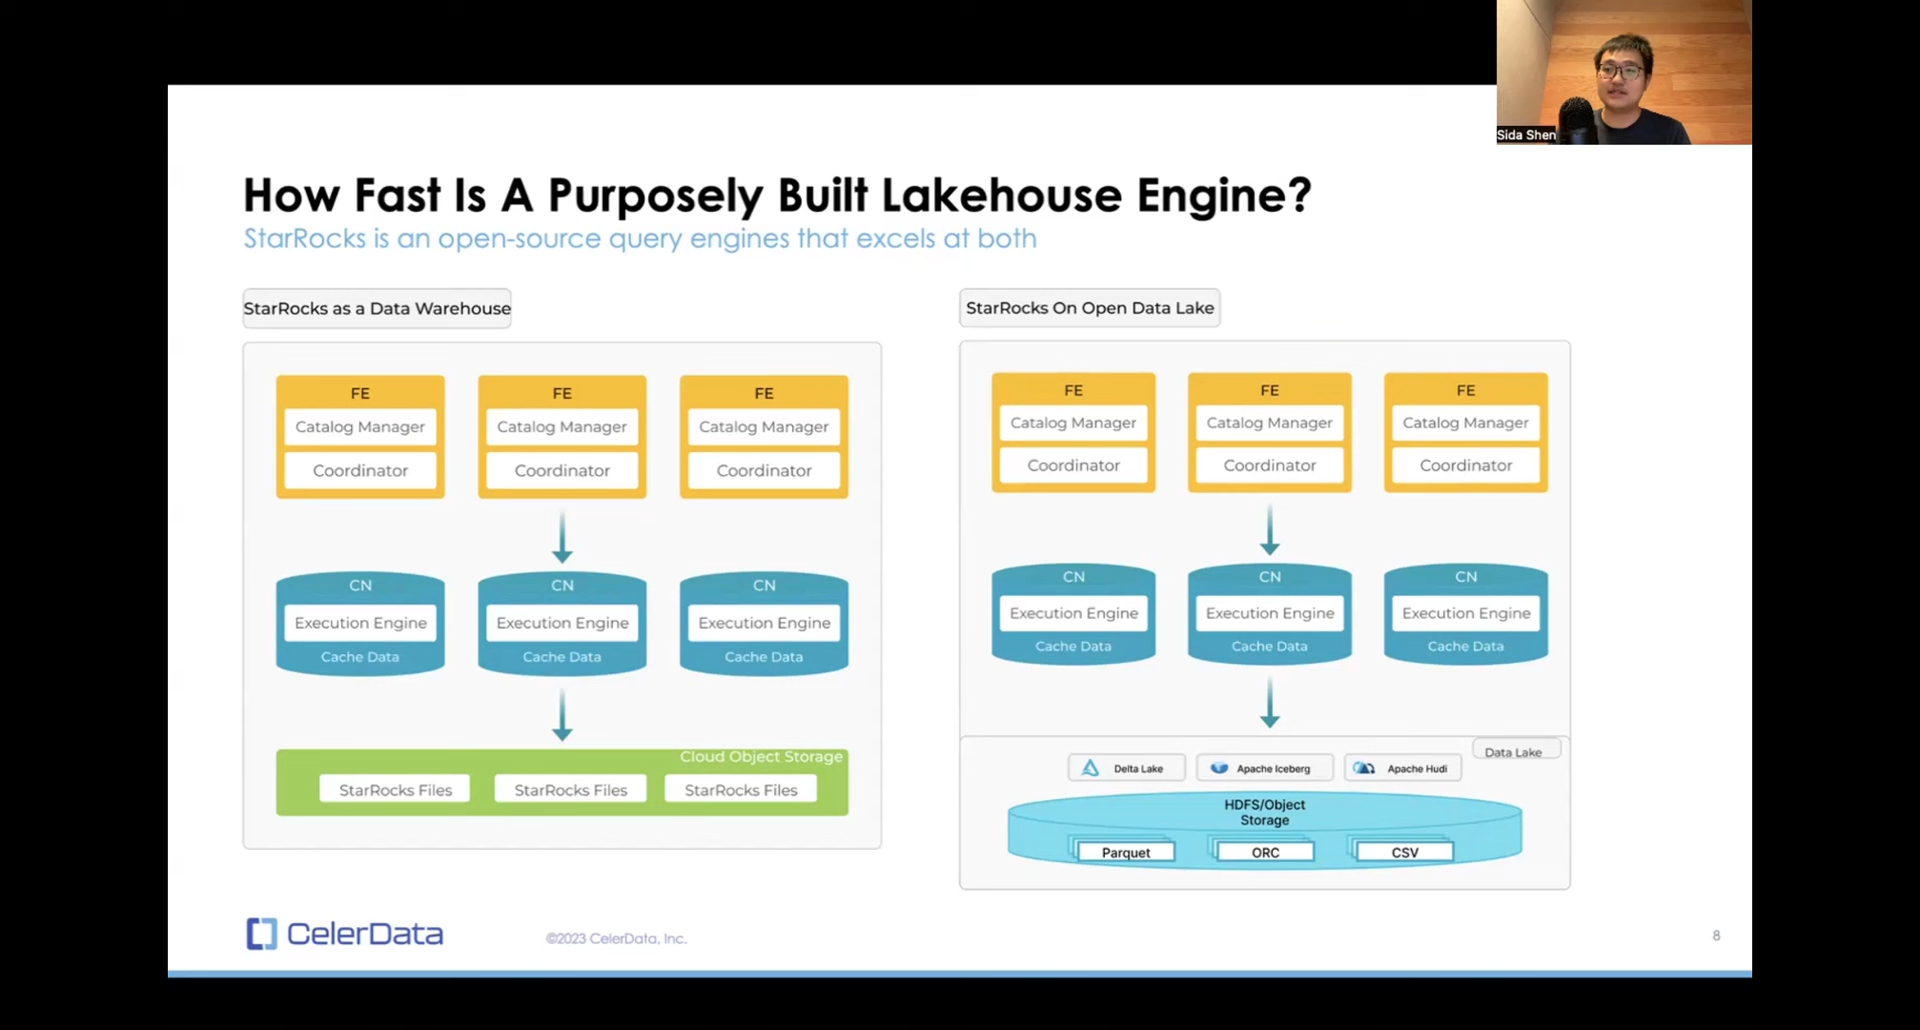 Sida Shen
How Fast Is A Purposely Built Lakehouse Engine?
StarRocks is an open-source query engines that excels at both
StarRocks as a Data Warehouse
FE
FE
FE
Catalog Manager
Catalog Manager
Catalog Manager
Coordinator
Coordinator
Coordinator
CN
CN
CN
Execution Engine
Execution Engine
Execution Engine
Cache Data
Cache Data
Cache Data
Cloud Object Storage
StarRocks Files
StarRocks Files
StarRocks Files
StarRocks On Open Data Lake
FE
FE
FE
Catalog Manager
Catalog Manager
Catalog Manager
Coordinator
Coordinator
Coordinator
CN
CN
CN
Execution Engine
Execution Engine
Execution Engine
Cache Data
Cache Data
Cache Data
Data Lake
Delta Lake
Apache Iceberg
Apache Hudi
HDFS/Object
Storage
Parquet
ORC
CSV
CelerData
©2023 CelerData, Inc.
8